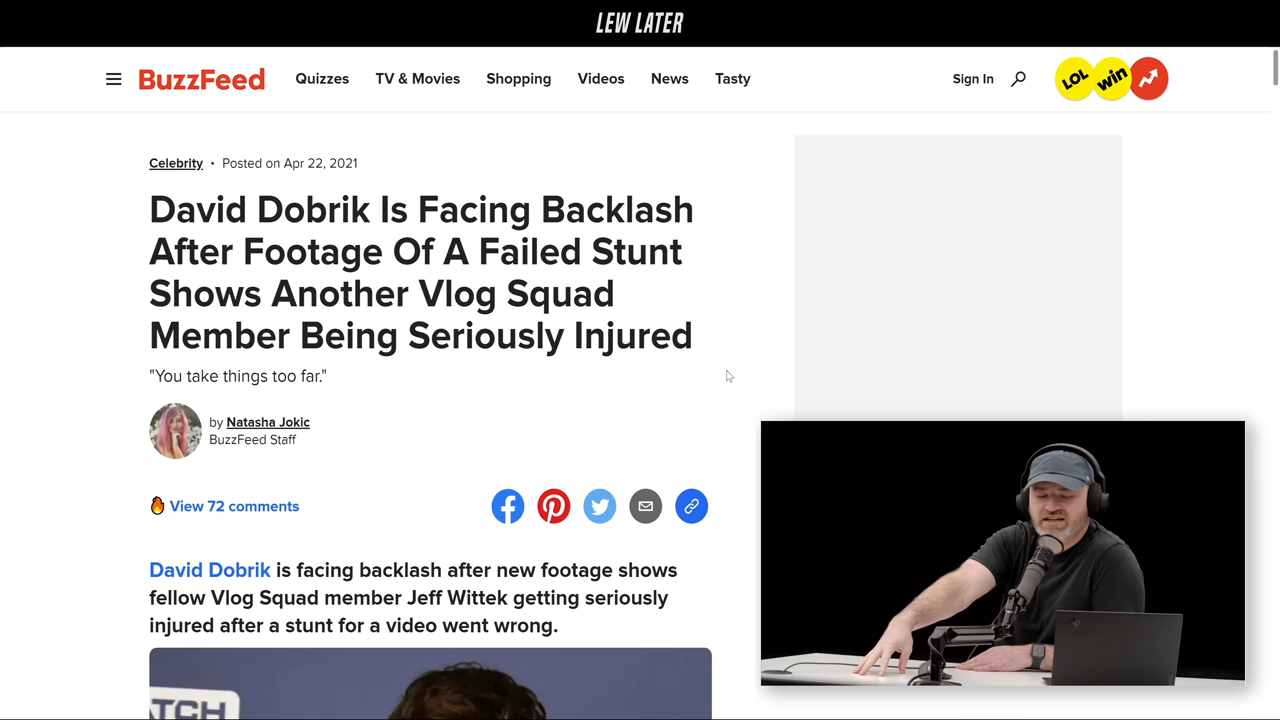 LEW LATER
BuzzFeed
Quizzes TV & Movies Shopping Videos News Tasty
Sign In
LOL win
Celebrity • Posted on Apr 22, 2021
David Dobrik Is Facing Backlash
After Footage Of A Failed Stunt
Shows Another Vlog Squad
Member Being Seriously Injured
"You take things too far."
by Natasha Jokic
BuzzFeed Staff
View 72 comments
David Dobrik is facing backlash after new footage shows
fellow Vlog Squad member Jeff Wittek getting seriously
injured after a stunt for a video went wrong.
TCH